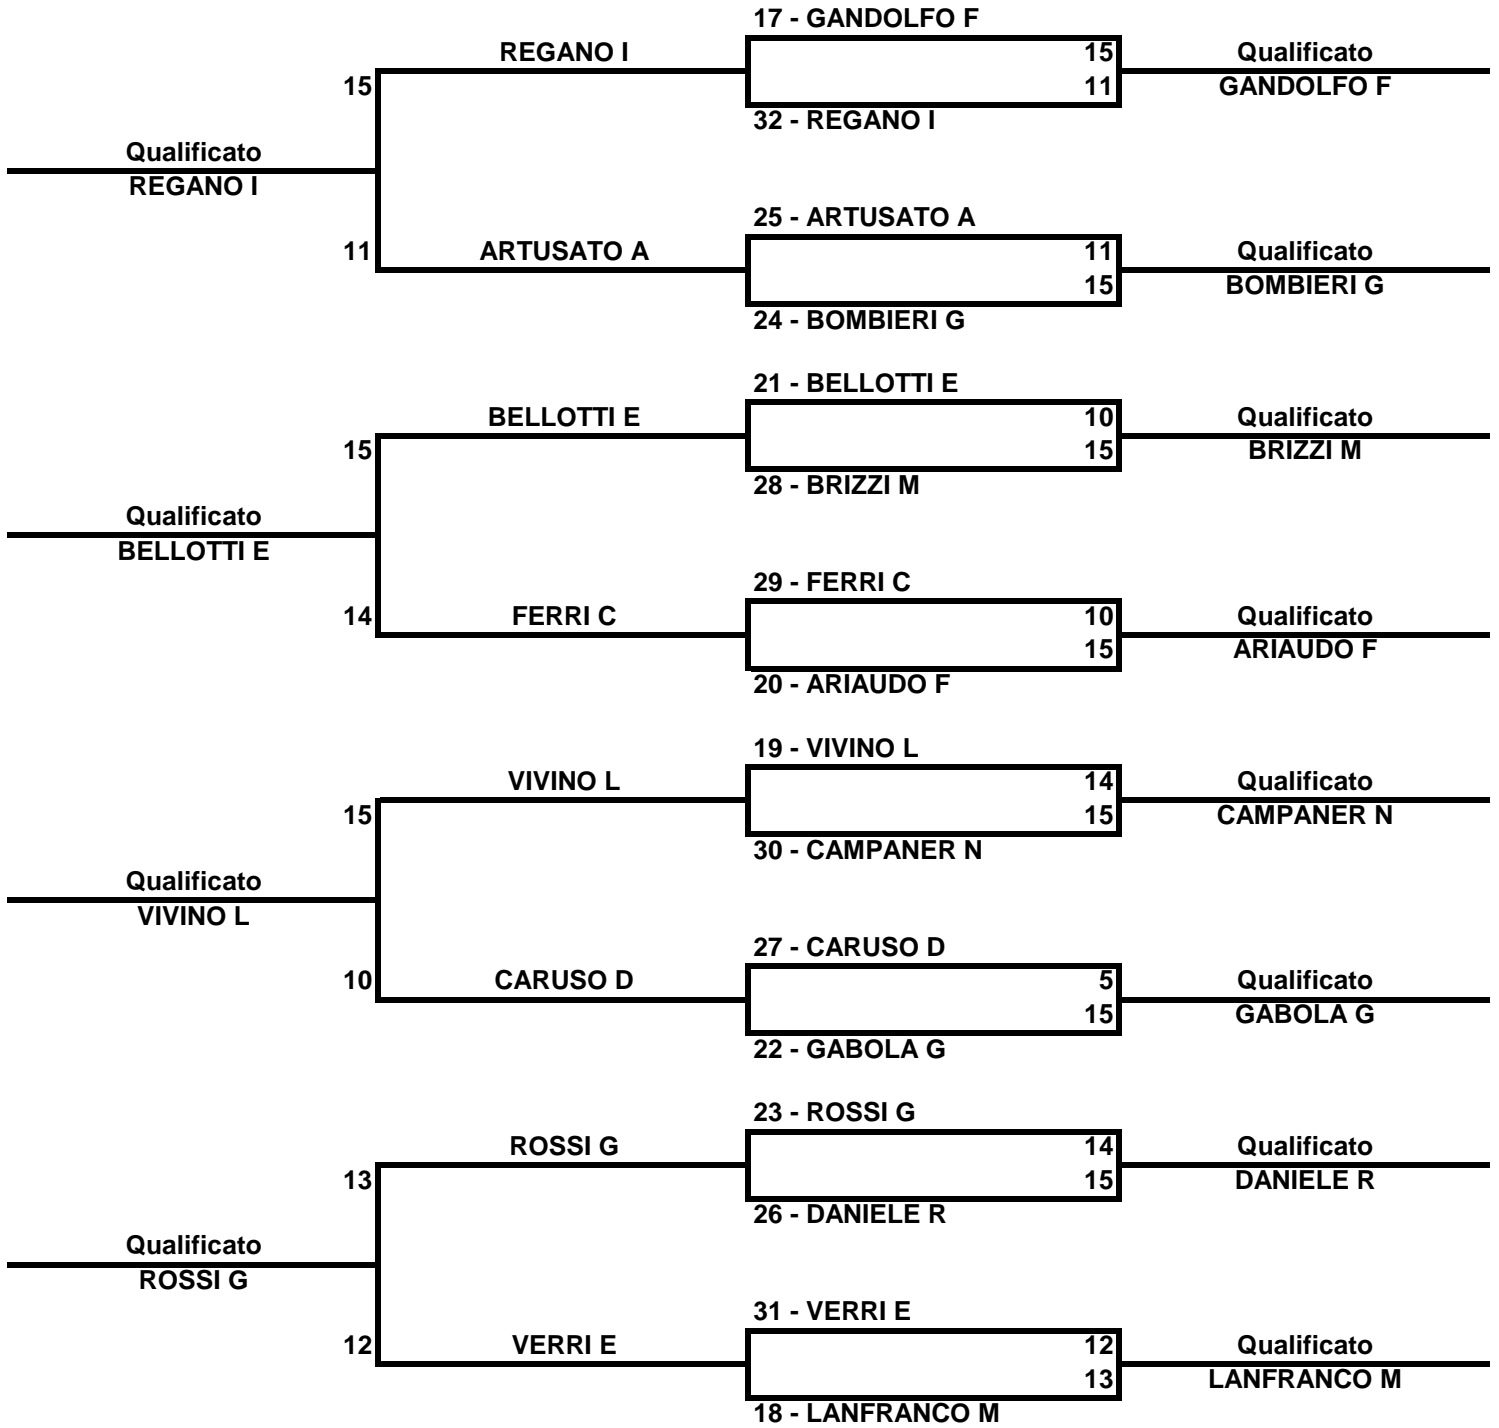 17 - GANDOLFO F
REGANO I
15
Qualificato
15
11
GANDOLFO F
32 - REGANO I
Qualificato
REGANO I
25 - ARTUSATO A
11
ARTUSATO A
11
Qualificato
15
BOMBIERI G
24 - BOMBIERI G
21 - BELLOTTI E
BELLOTTI E
10
Qualificato
15
15
BRIZZI M
28 - BRIZZI M
Qualificato
BELLOTTI E
29 - FERRI C
14
FERRI C
10
Qualificato
15
ARIAUDO F
20 - ARIAUDO F
19 - VIVINO L
VIVINO L
14
Qualificato
15
15
CAMPANER N
30 - CAMPANER N
Qualificato
VIVINO L
27 - CARUSO D
10
CARUSO D
5
Qualificato
15
GABOLA G
22 - GABOLA G
23 - ROSSI G
ROSSI G
14
Qualificato
13
15
DANIELE R
26 - DANIELE R
Qualificato
ROSSI G
31 - VERRI E
12
VERRI E
12
Qualificato
13
LANFRANCO M
18 - LANFRANCO M